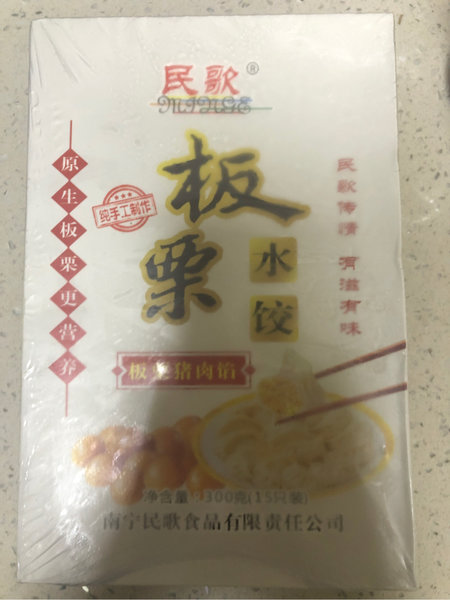 民歌®
MINGE
板栗
水饺
纯手工制作
原生板栗更营养
民歌传情 有滋有味
板栗猪肉馅
净含量:300克(15只装)
南宁民歌食品有限责任公司